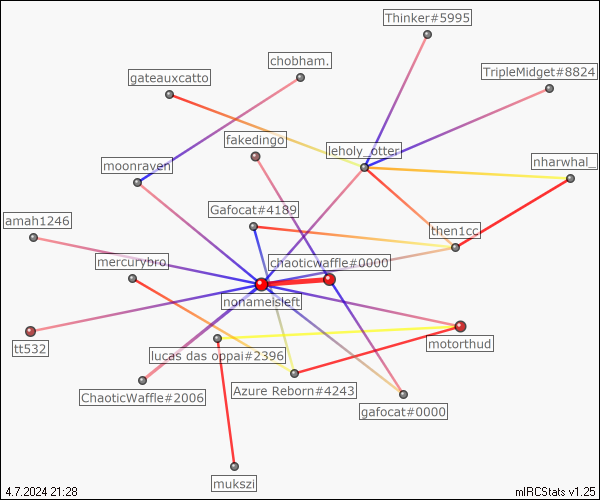 Thinker#5995
chobham.
gateauxcatto
TripleMidget#8824
fakedingo
leholy_otter
nharwhal_
moonraven
Gafocat#4189
amah1246
then1cc
mercurybro.
chaoticwaffle#0000
nonameisleft
tt532
motorthud
lucas das oppai#2396
ChaoticWaffle#2006
Azure Reborn#4243
gafocat#0000
mukszi
4.7.2024 21:28
mIRCStats v1.25